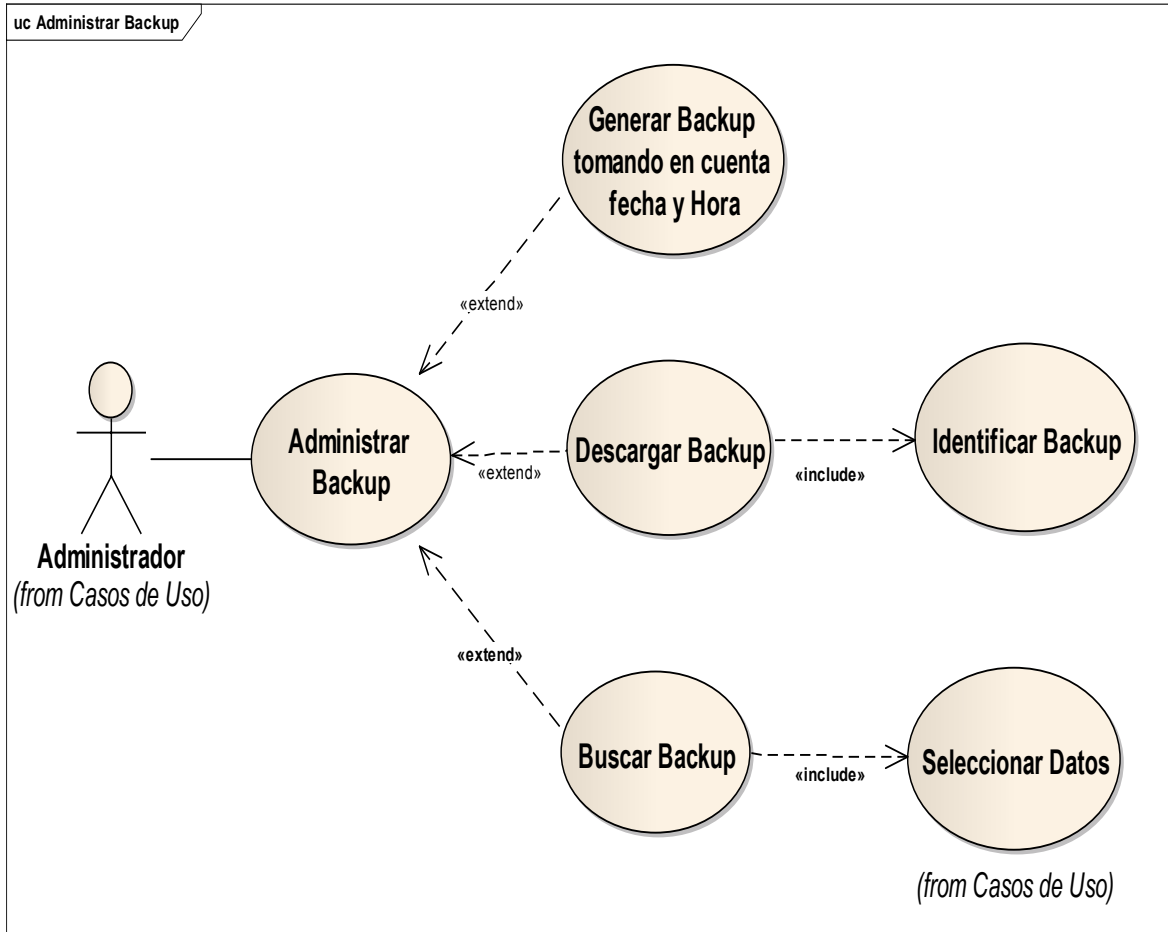 uc Administrar Backup
Generar Backup
tomando en cuenta
fecha y Hora
«extend»
Administrar
Backup
«extend»
Descargar Backup
«include»
Identificar Backup
Administrador
(from Casos de Uso)
«extend»
Buscar Backup
«include»
Seleccionar Datos
(from Casos de Uso)